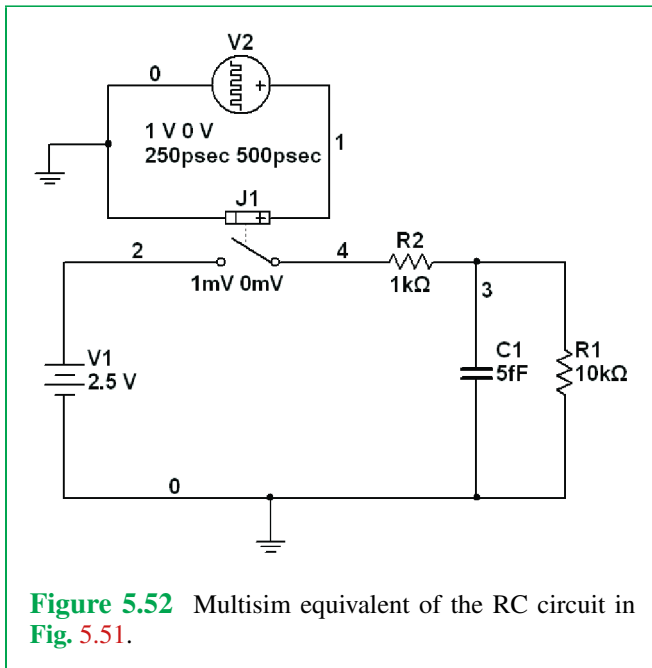 V2
0
1 V 0 V
250psec 500psec
1
J1
2
4
R2
1mV 0mV
1kΩ
3
V1
2.5 V
C1
5fF
R1
10kΩ
0
Figure 5.52 Multisim equivalent of the RC circuit in
Fig. 5.51.